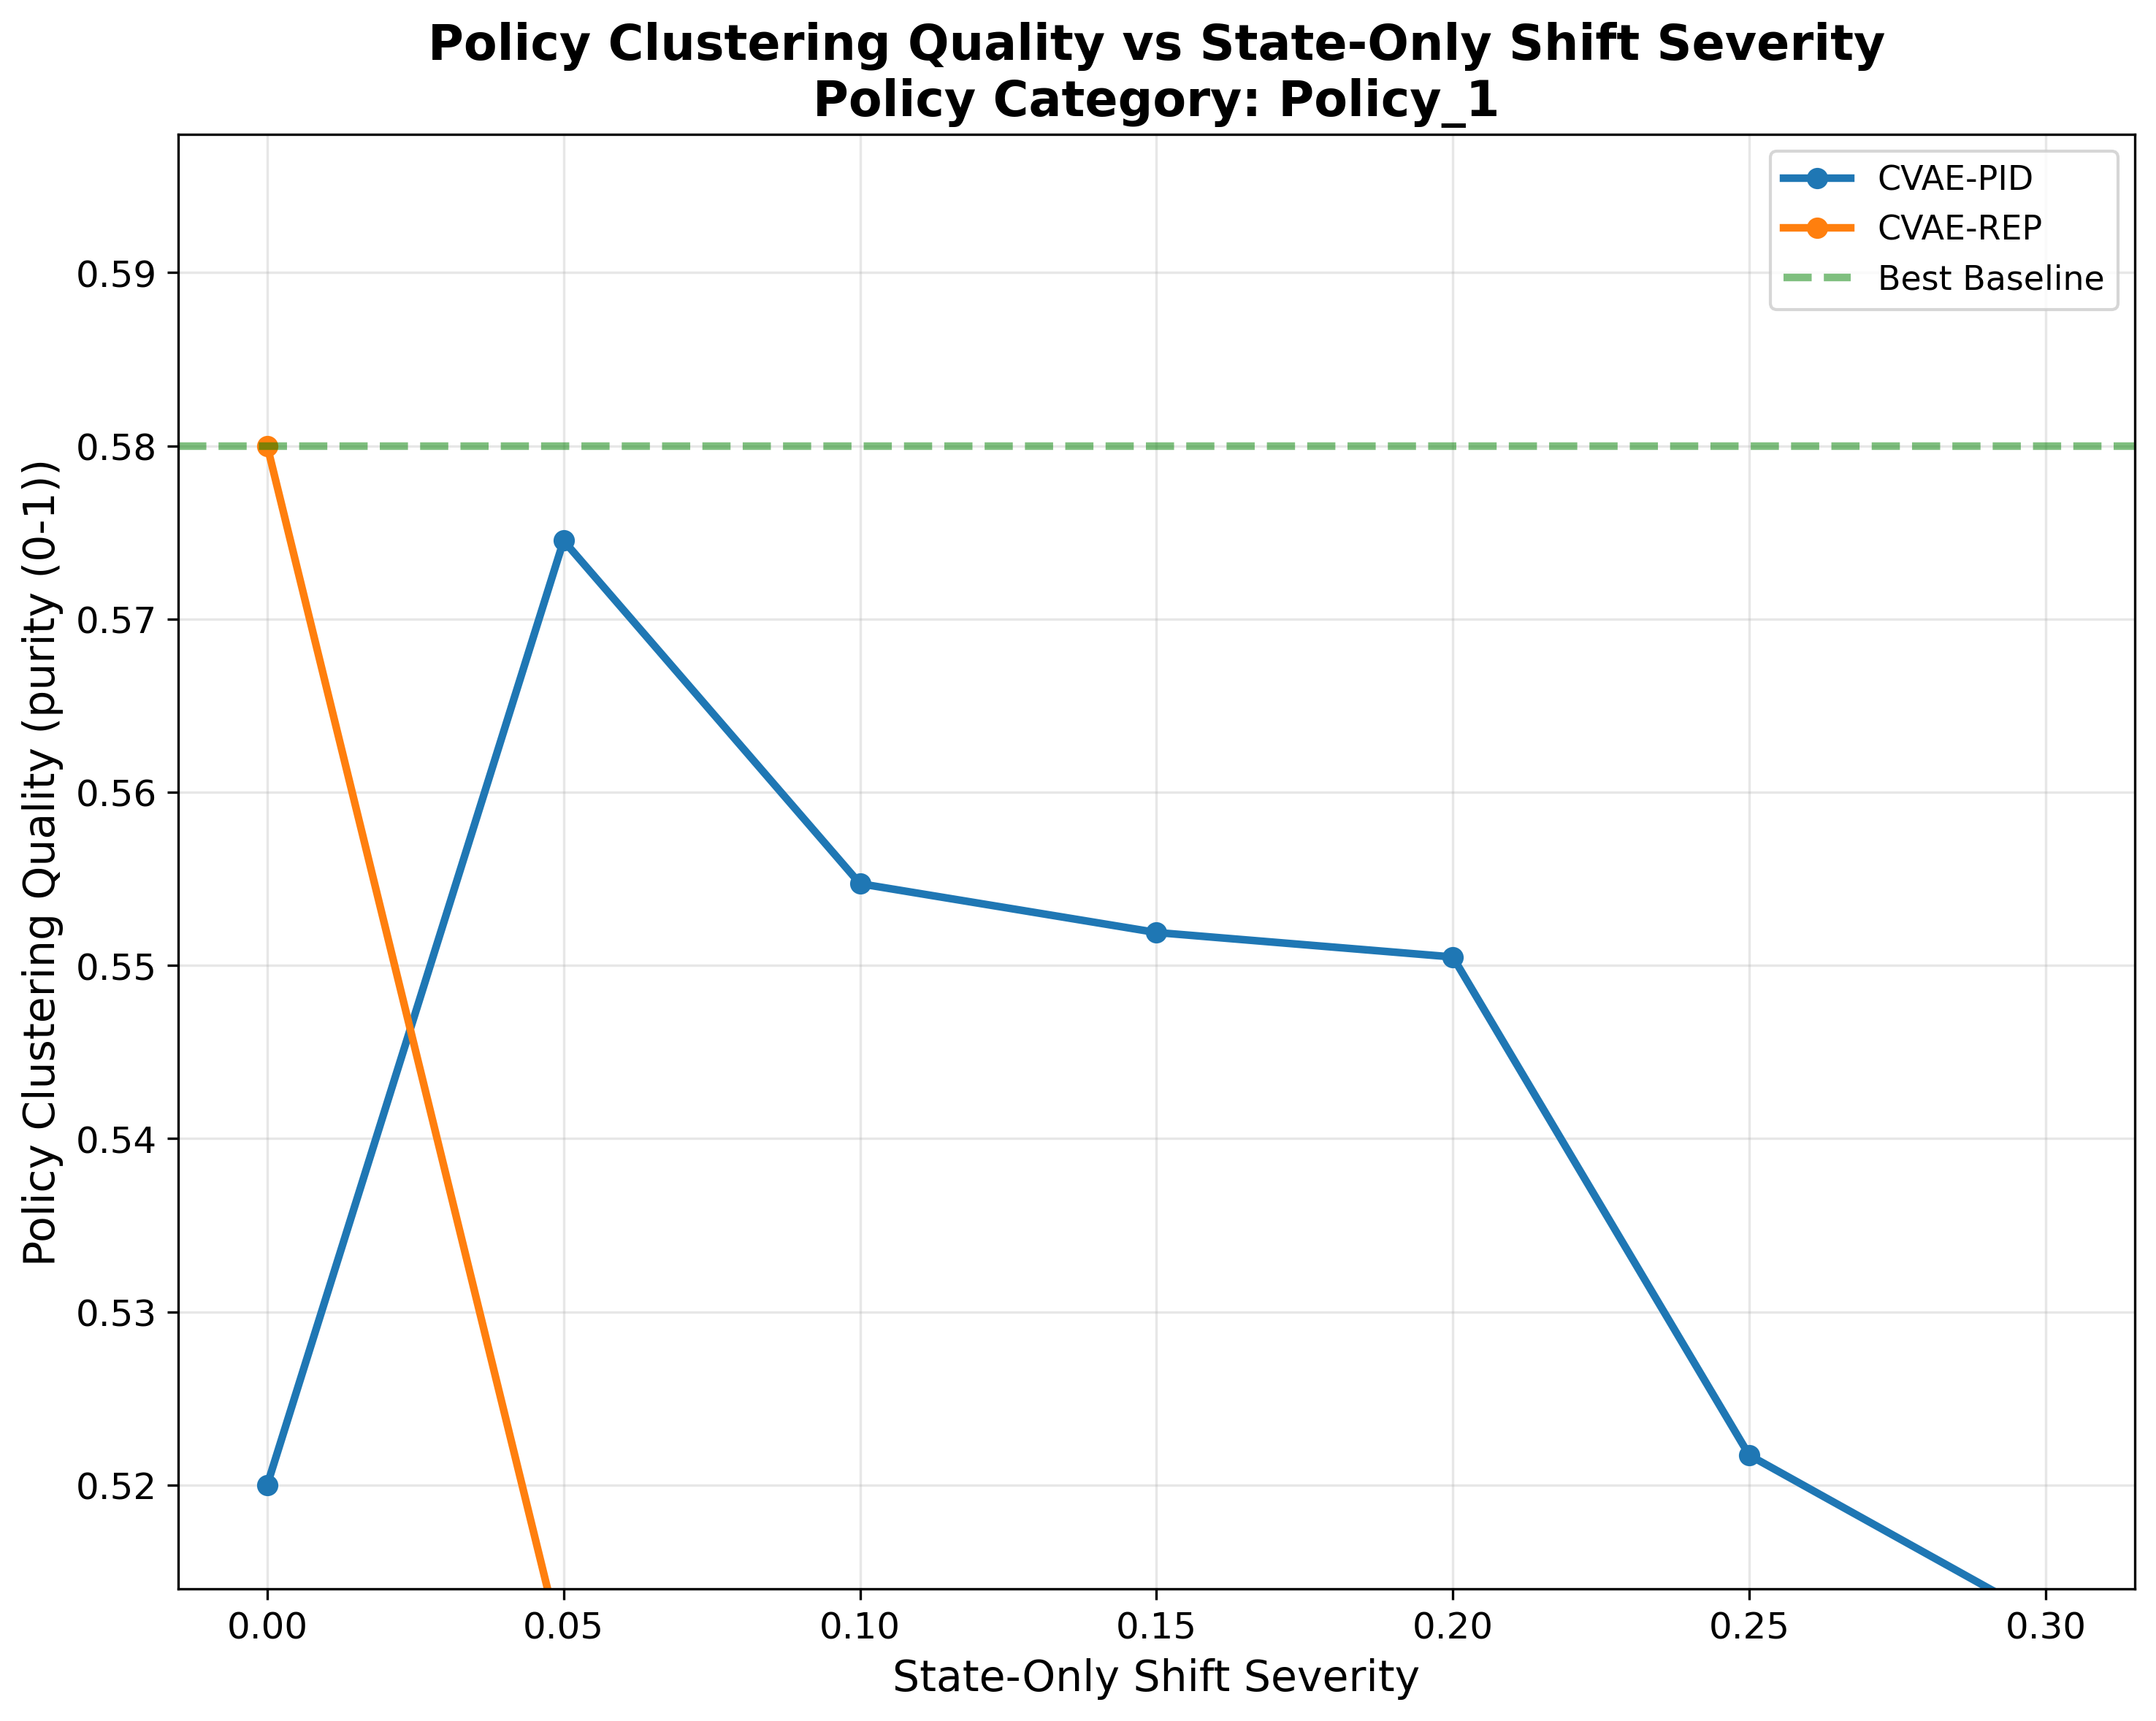 Policy Clustering Quality vs State-Only Shift Severity
Policy Category: Policy_1
CVAE-PID
CVAE-REP
Best Baseline
Policy Clustering Quality (purity (0-1))
0.59
0.58
0.57
0.56
0.55
0.54
0.53
0.52
0.00
0.05
0.10
0.15
0.20
0.25
0.30
State-Only Shift Severity